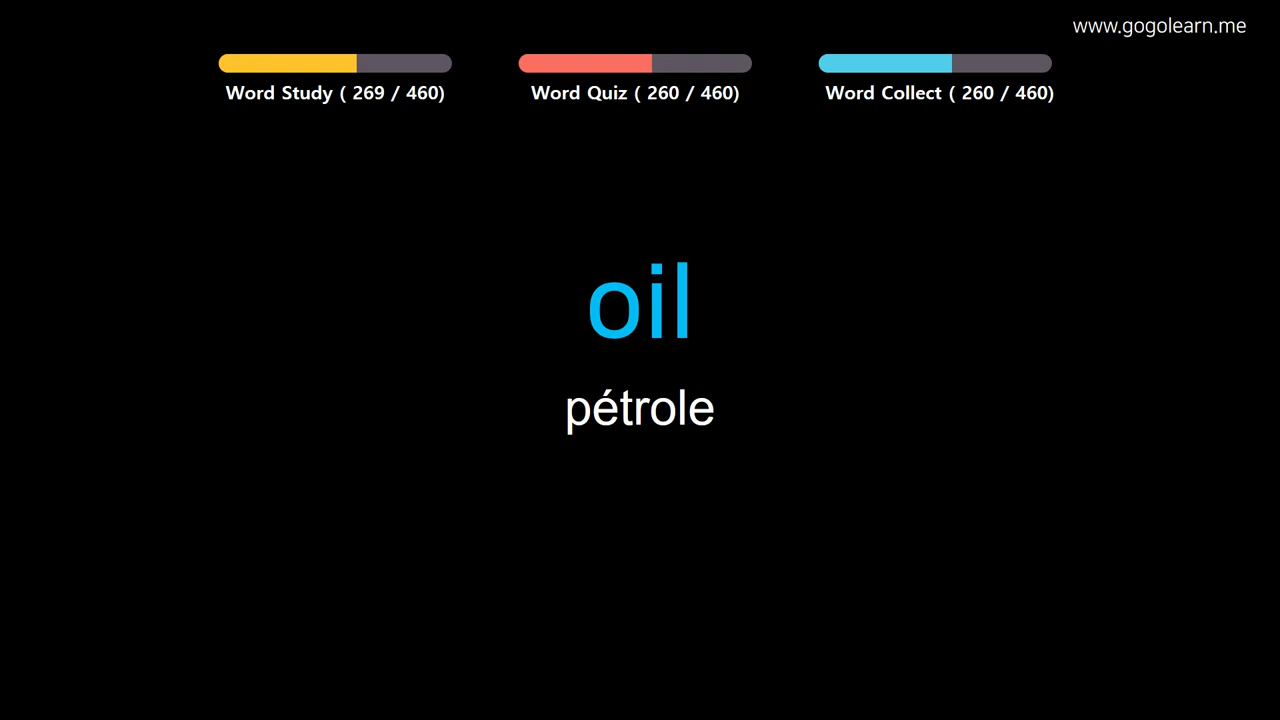 www.gogolearn.me
Word Study ( 269 / 460)
Word Quiz ( 260 / 460)
Word Collect ( 260 / 460)
oil
pétrole